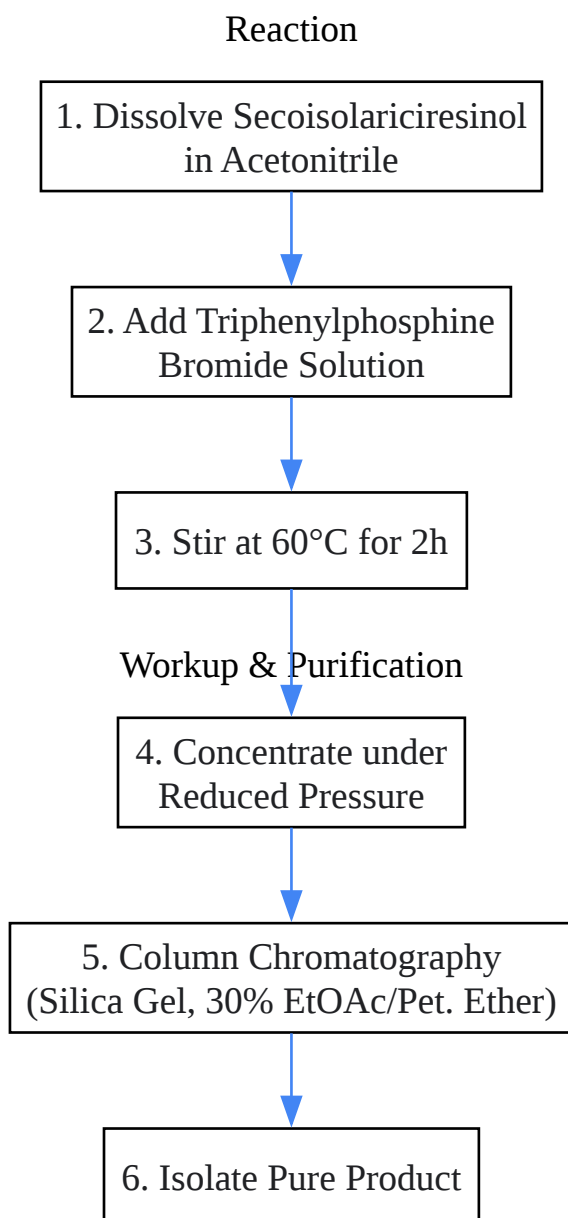 Reaction
1. Dissolve Secoisolariciresinol
in Acetonitrile
2. Add Triphenylphosphine
Bromide Solution
3. Stir at 60°C for 2h
Workup & Purification
4. Concentrate under
Reduced Pressure
5. Column Chromatography
(Silica Gel, 30% EtOAc/Pet. Ether)
6. Isolate Pure Product